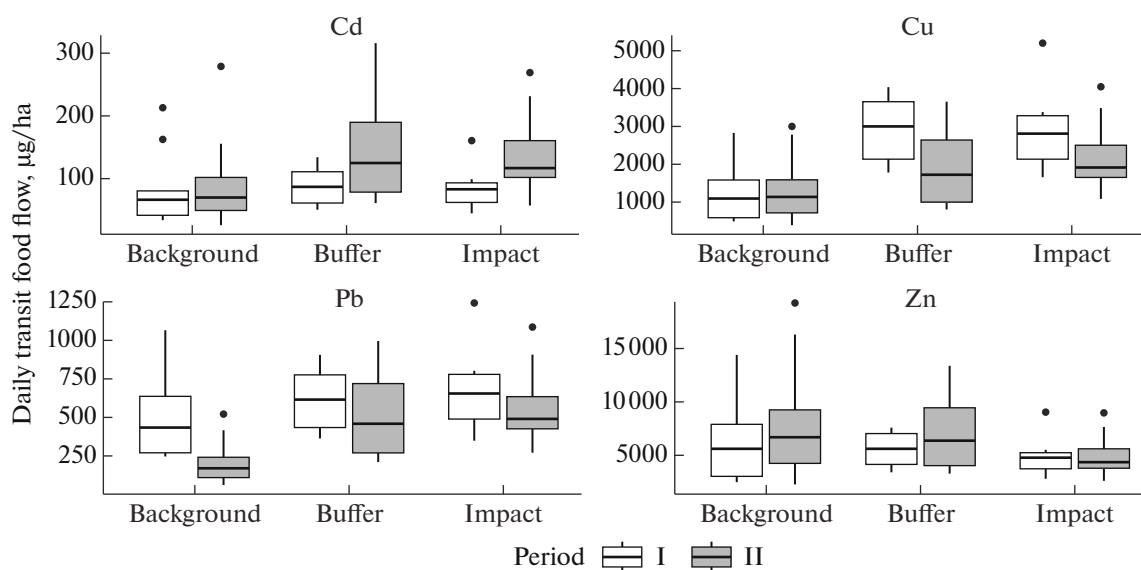 Daily transit food flow, µg/ha
Cd
300
200
100
Background Buffer Impact
Cu
5000
4000
3000
2000
1000
Background Buffer Impact
Pb
1250
1000
750
500
250
Background Buffer Impact
Zn
15 000
10 000
5000
Background Buffer Impact
Period I II